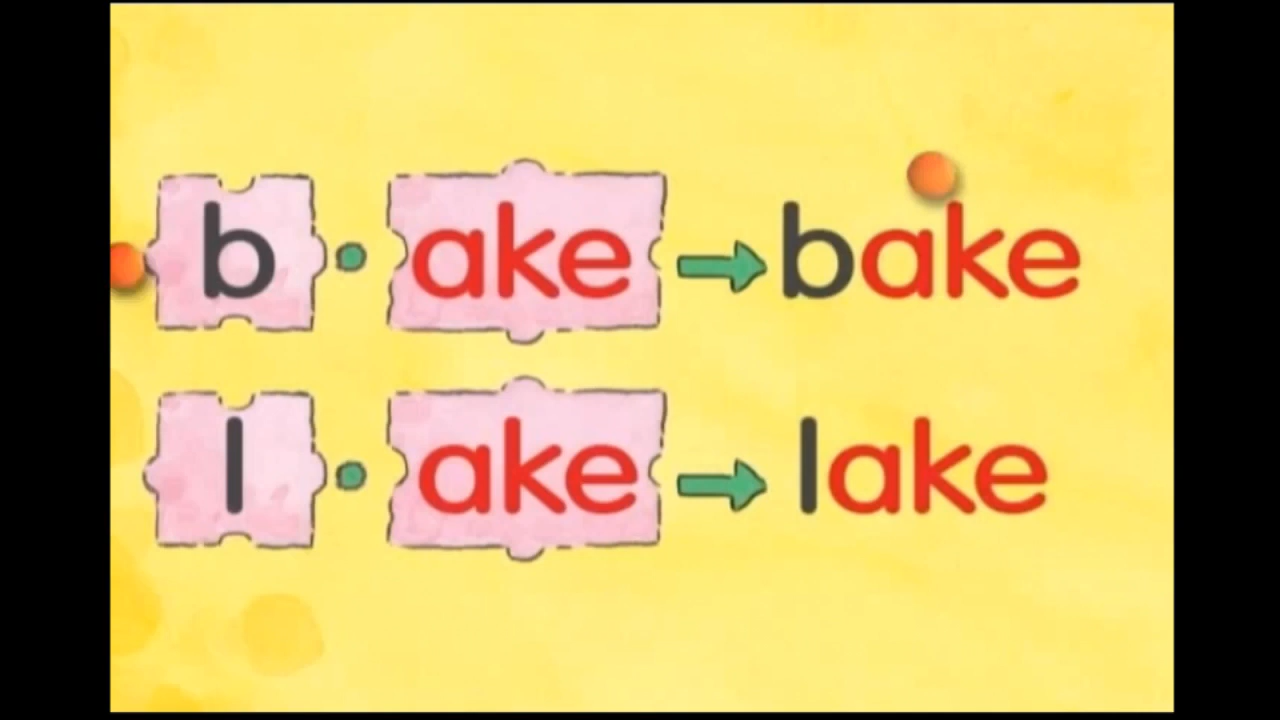 b • ake → bake
l • ake → lake